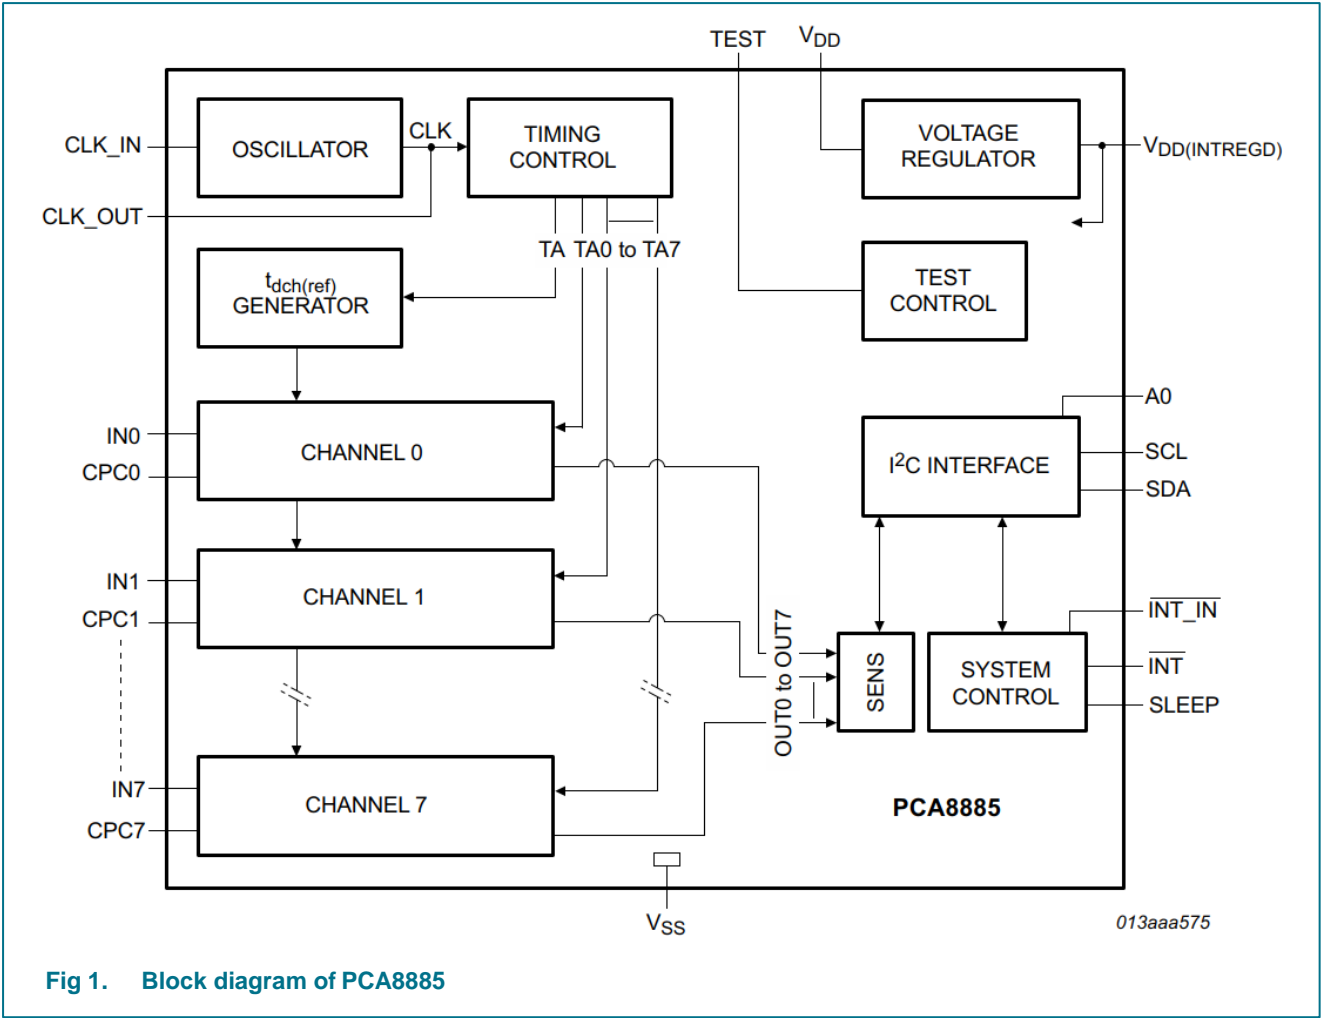 TEST
VDD
CLK_IN
OSCILLATOR
CLK
TIMING
CONTROL
VOLTAGE
REGULATOR
VDD(INTREGD)
CLK_OUT
TA TA0 to TA7
tdch(ref)
GENERATOR
TEST
CONTROL
A0
IN0
CHANNEL 0
CPC0
I2C INTERFACE
SCL
SDA
IN1
CHANNEL 1
CPC1
INT_IN
OUT0 to OUT7
SENS
SYSTEM
CONTROL
INT
SLEEP
IN7
CHANNEL 7
CPC7
PCA8885
VSS
013aaa575
Fig 1. Block diagram of PCA8885